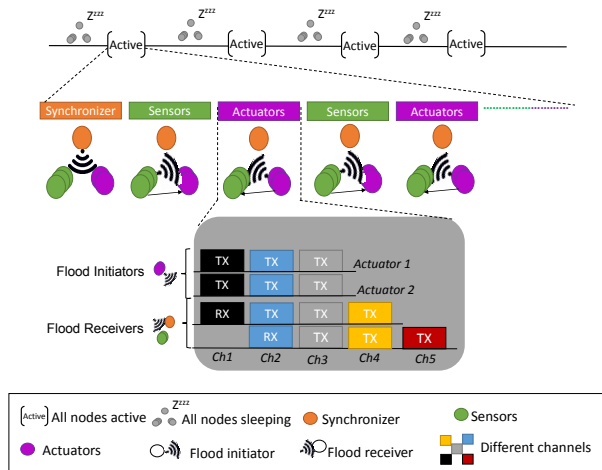 Zzzz Zzzz Zzzz Zzzz
Active Active Active Active
Synchronizer Sensors Actuators Sensors Actuators
Flood Initiators
TX TX TX Actuator 1
TX TX TX Actuator 2
Flood Receivers
RX TX TX TX
RX TX TX TX
Ch1 Ch2 Ch3 Ch4 Ch5
Active All nodes active Zzzz All nodes sleeping Synchronizer Sensors
Actuators Flood initiator Flood receiver Different channels